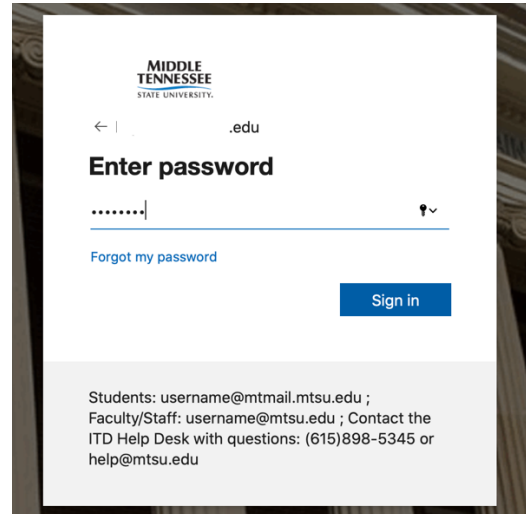 MIDDLE
TENNESSEE
STATE UNIVERSITY.
.edu
Enter password
Forgot my password
Sign in
Students: username@mtmail.mtsu.edu ;
Faculty/Staff: username@mtsu.edu ; Contact the
ITD Help Desk with questions: (615)898-5345 or
help@mtsu.edu